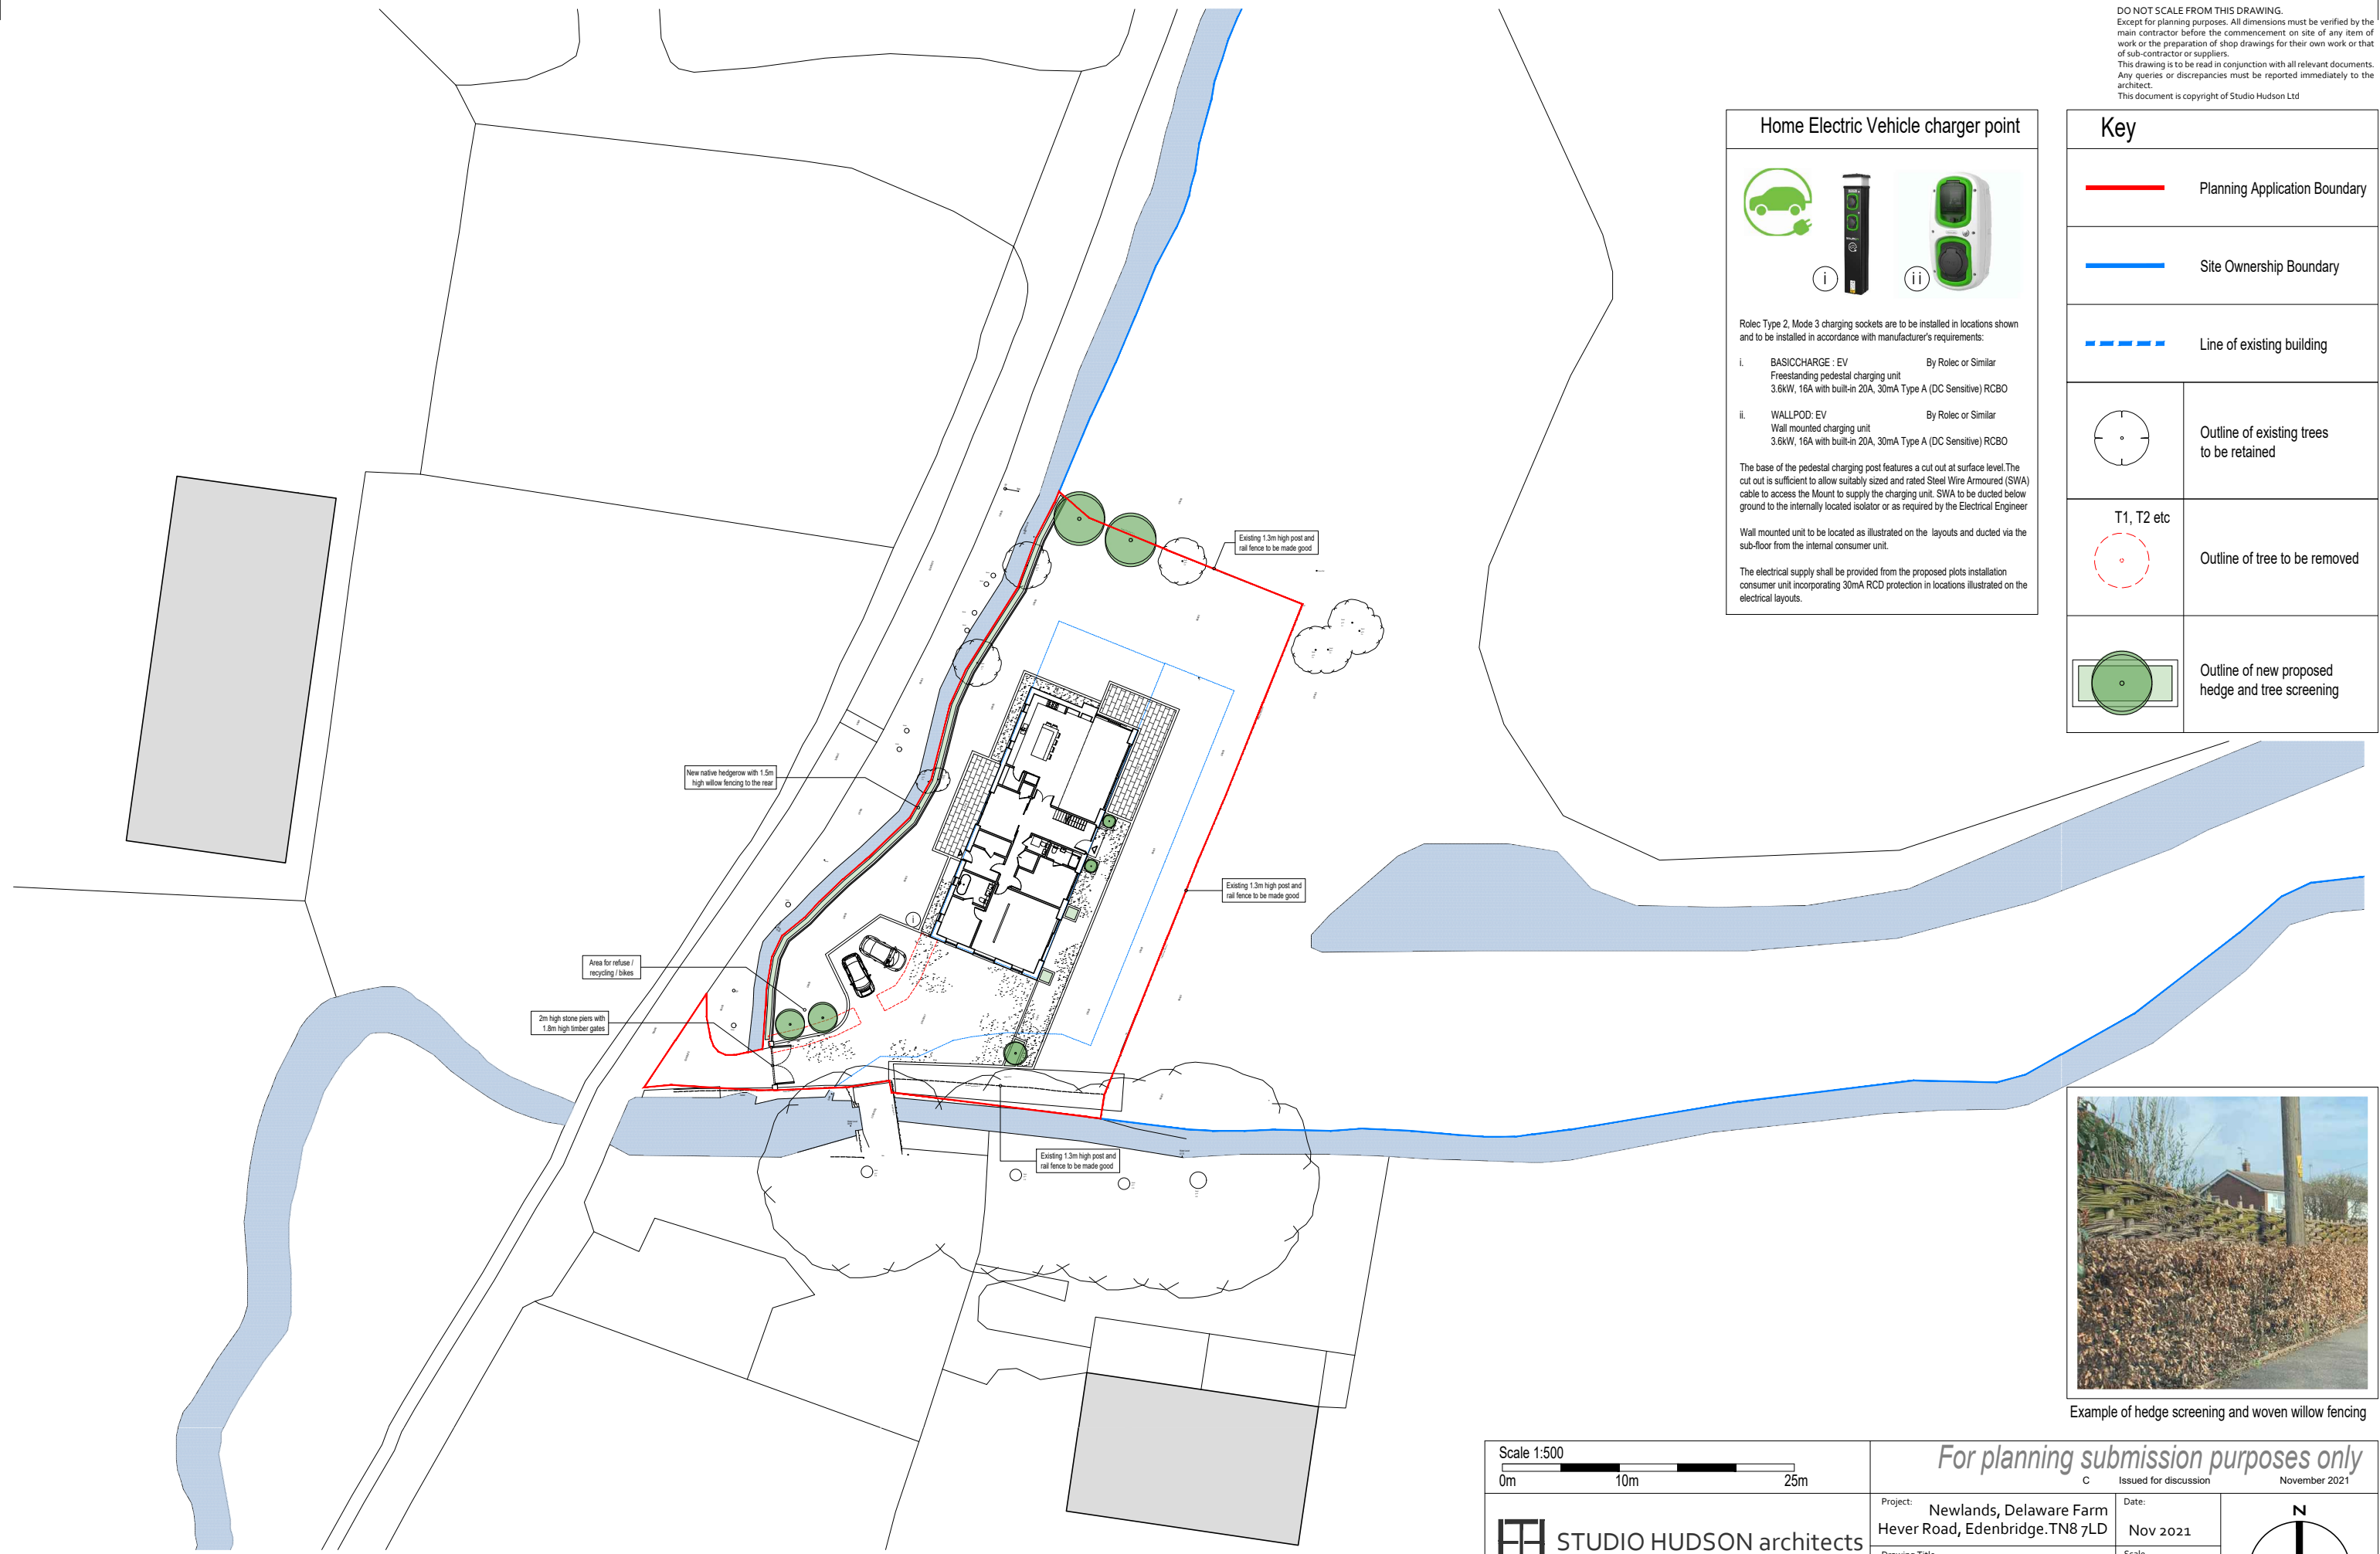 DO NOT SCALE FROM THIS DRAWING.
Except for planning purposes. All dimensions must be verified by the
main contractor before the commencement on site of any item of
work or the preparation of shop drawings for their own work or that
of sub-contractor or suppliers.
This drawing is to be read in conjunction with all relevant documents.
Any queries or discrepancies must be reported immediately to the
architect.
This document is copyright of Studio Hudson Ltd
Home Electric Vehicle charger point
i
ii
Rolec Type 2, Mode 3 charging sockets are to be installed in locations shown
and to be installed in accordance with manufacturer's requirements:
i. BASICCHARGE : EV By Rolec or Similar
Freestanding pedestal charging unit
3.6kW, 16A with built-in 20A, 30mA Type A (DC Sensitive) RCBO
ii. WALLPOD: EV By Rolec or Similar
Wall mounted charging unit
3.6kW, 16A with built-in 20A, 30mA Type A (DC Sensitive) RCBO
The base of the pedestal charging post features a cut out at surface level.The
cut out is sufficient to allow suitably sized and rated Steel Wire Armoured (SWA)
cable to access the Mount to supply the charging unit. SWA to be ducted below
ground to the internally located isolator or as required by the Electrical Engineer
Wall mounted unit to be located as illustrated on the layouts and ducted via the
sub-floor from the internal consumer unit.
The electrical supply shall be provided from the proposed plots installation
consumer unit incorporating 30mA RCD protection in locations illustrated on the
electrical layouts.
Key
Planning Application Boundary
Site Ownership Boundary
Line of existing building
Outline of existing trees
to be retained
T1, T2 etc
Outline of tree to be removed
Outline of new proposed
hedge and tree screening
Existing 1.3m high post and
rail fence to be made good
New native hedgerow with 1.5m
high willow fencing to the rear
Existing 1.3m high post and
rail fence to be made good
i
Area for refuse /
recycling / bikes
2m high stone piers with
1.8m high timber gates
Existing 1.3m high post and
rail fence to be made good
Example of hedge screening and woven willow fencing
Scale 1:500
0m 10m 25m
For planning submission purposes only
C Issued for discussion November 2021
STUDIO HUDSON architects
Project: Newlands, Delaware Farm
Hever Road, Edenbridge.TN8 7LD
Date:
Nov 2021
N